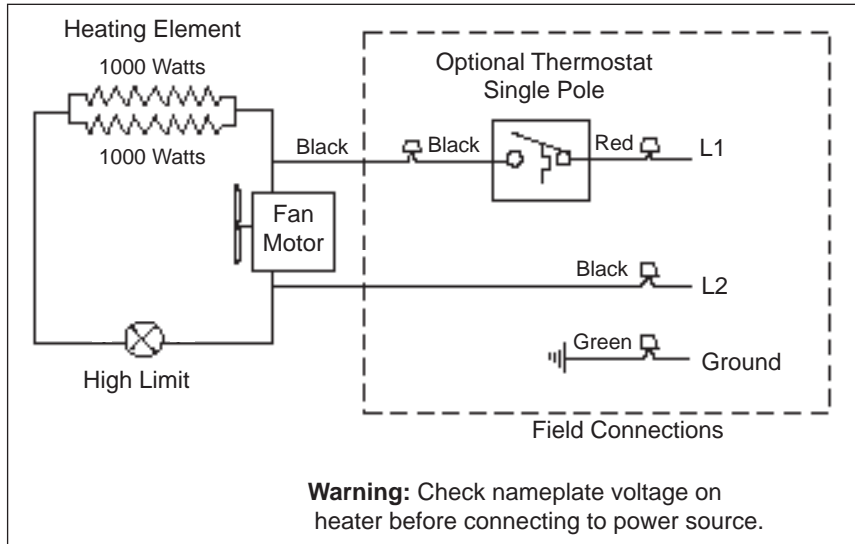 Heating Element
1000 Watts
1000 Watts
Optional Thermostat
Single Pole
Black
Black
Red
L1
Fan
Motor
Black
L2
Green
Ground
High Limit
Field Connections
Warning: Check nameplate voltage on
heater before connecting to power source.